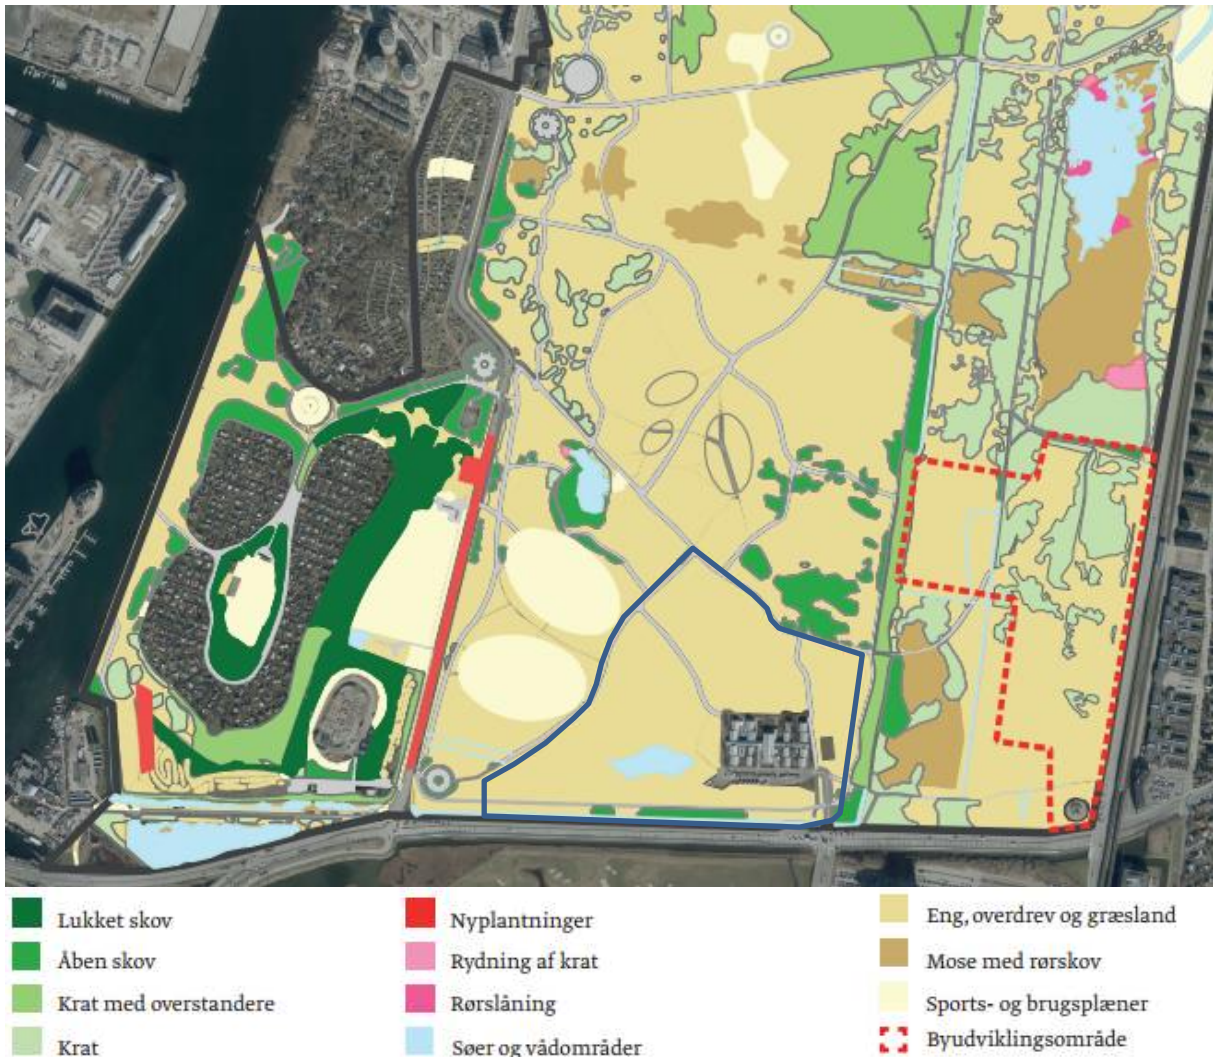 Lukket skov
Åben skov
Krat med overstandere
Krat
Nyplantninger
Rydning af krat
Rørslåning
Søer og vådområder
Eng, overdrev og græsland
Mose med rørskov
Sports- og brugsplæner
Byudviklingsområde